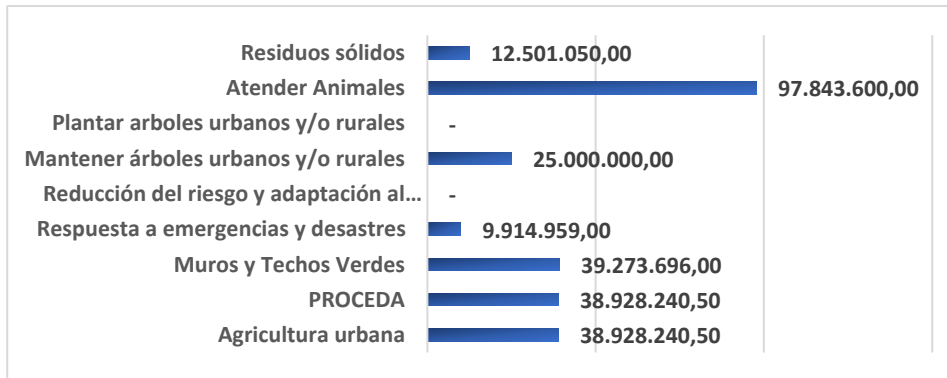 Residuos sólidos 12.501.050,00
Atender Animales 97.843.600,00
Plantar arboles urbanos y/o rurales -
Mantener árboles urbanos y/o rurales 25.000.000,00
Reducción del riesgo y adaptación al... -
Respuesta a emergencias y desastres 9.914.959,00
Muros y Techos Verdes 39.273.696,00
PROCEDA 38.928.240,50
Agricultura urbana 38.928.240,50